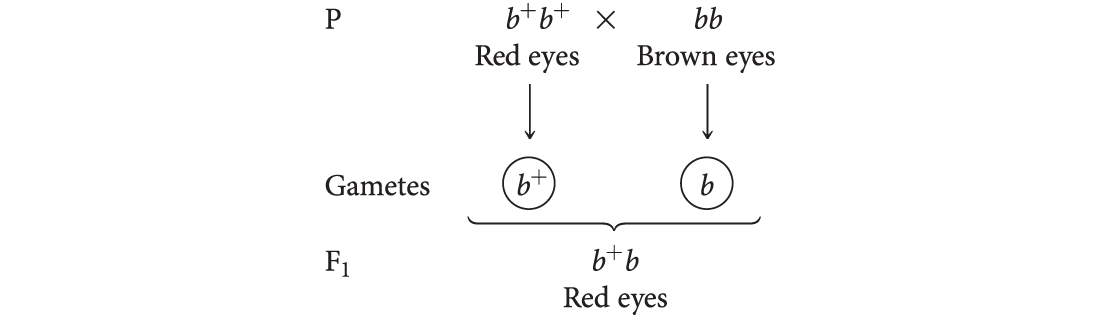 P b⁺b⁺ × bb
Red eyes Brown eyes
Gametes b⁺ b
F₁ b⁺b
Red eyes